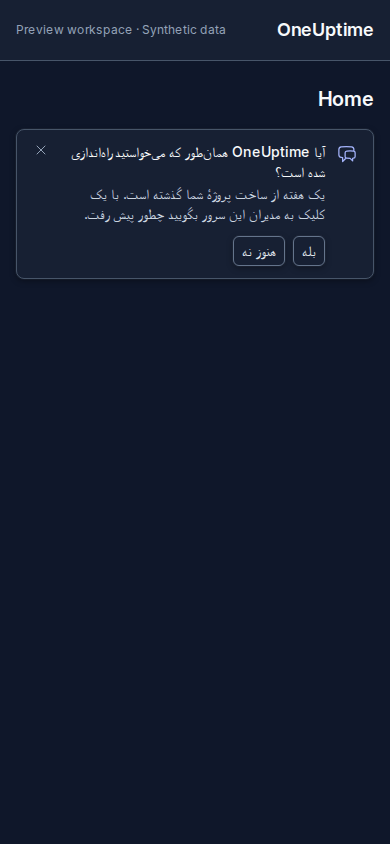 OneUptime
Preview workspace · Synthetic data
Home
آیا OneUptime همان‌طور که می‌خواستید راه‌اندازی
شده است؟
یک هفته از ساخت پروژهٔ شما گذشته است. با یک
کلیک به مدیران این سرور بگویید چطور پیش رفت.
بله
هنوز نه